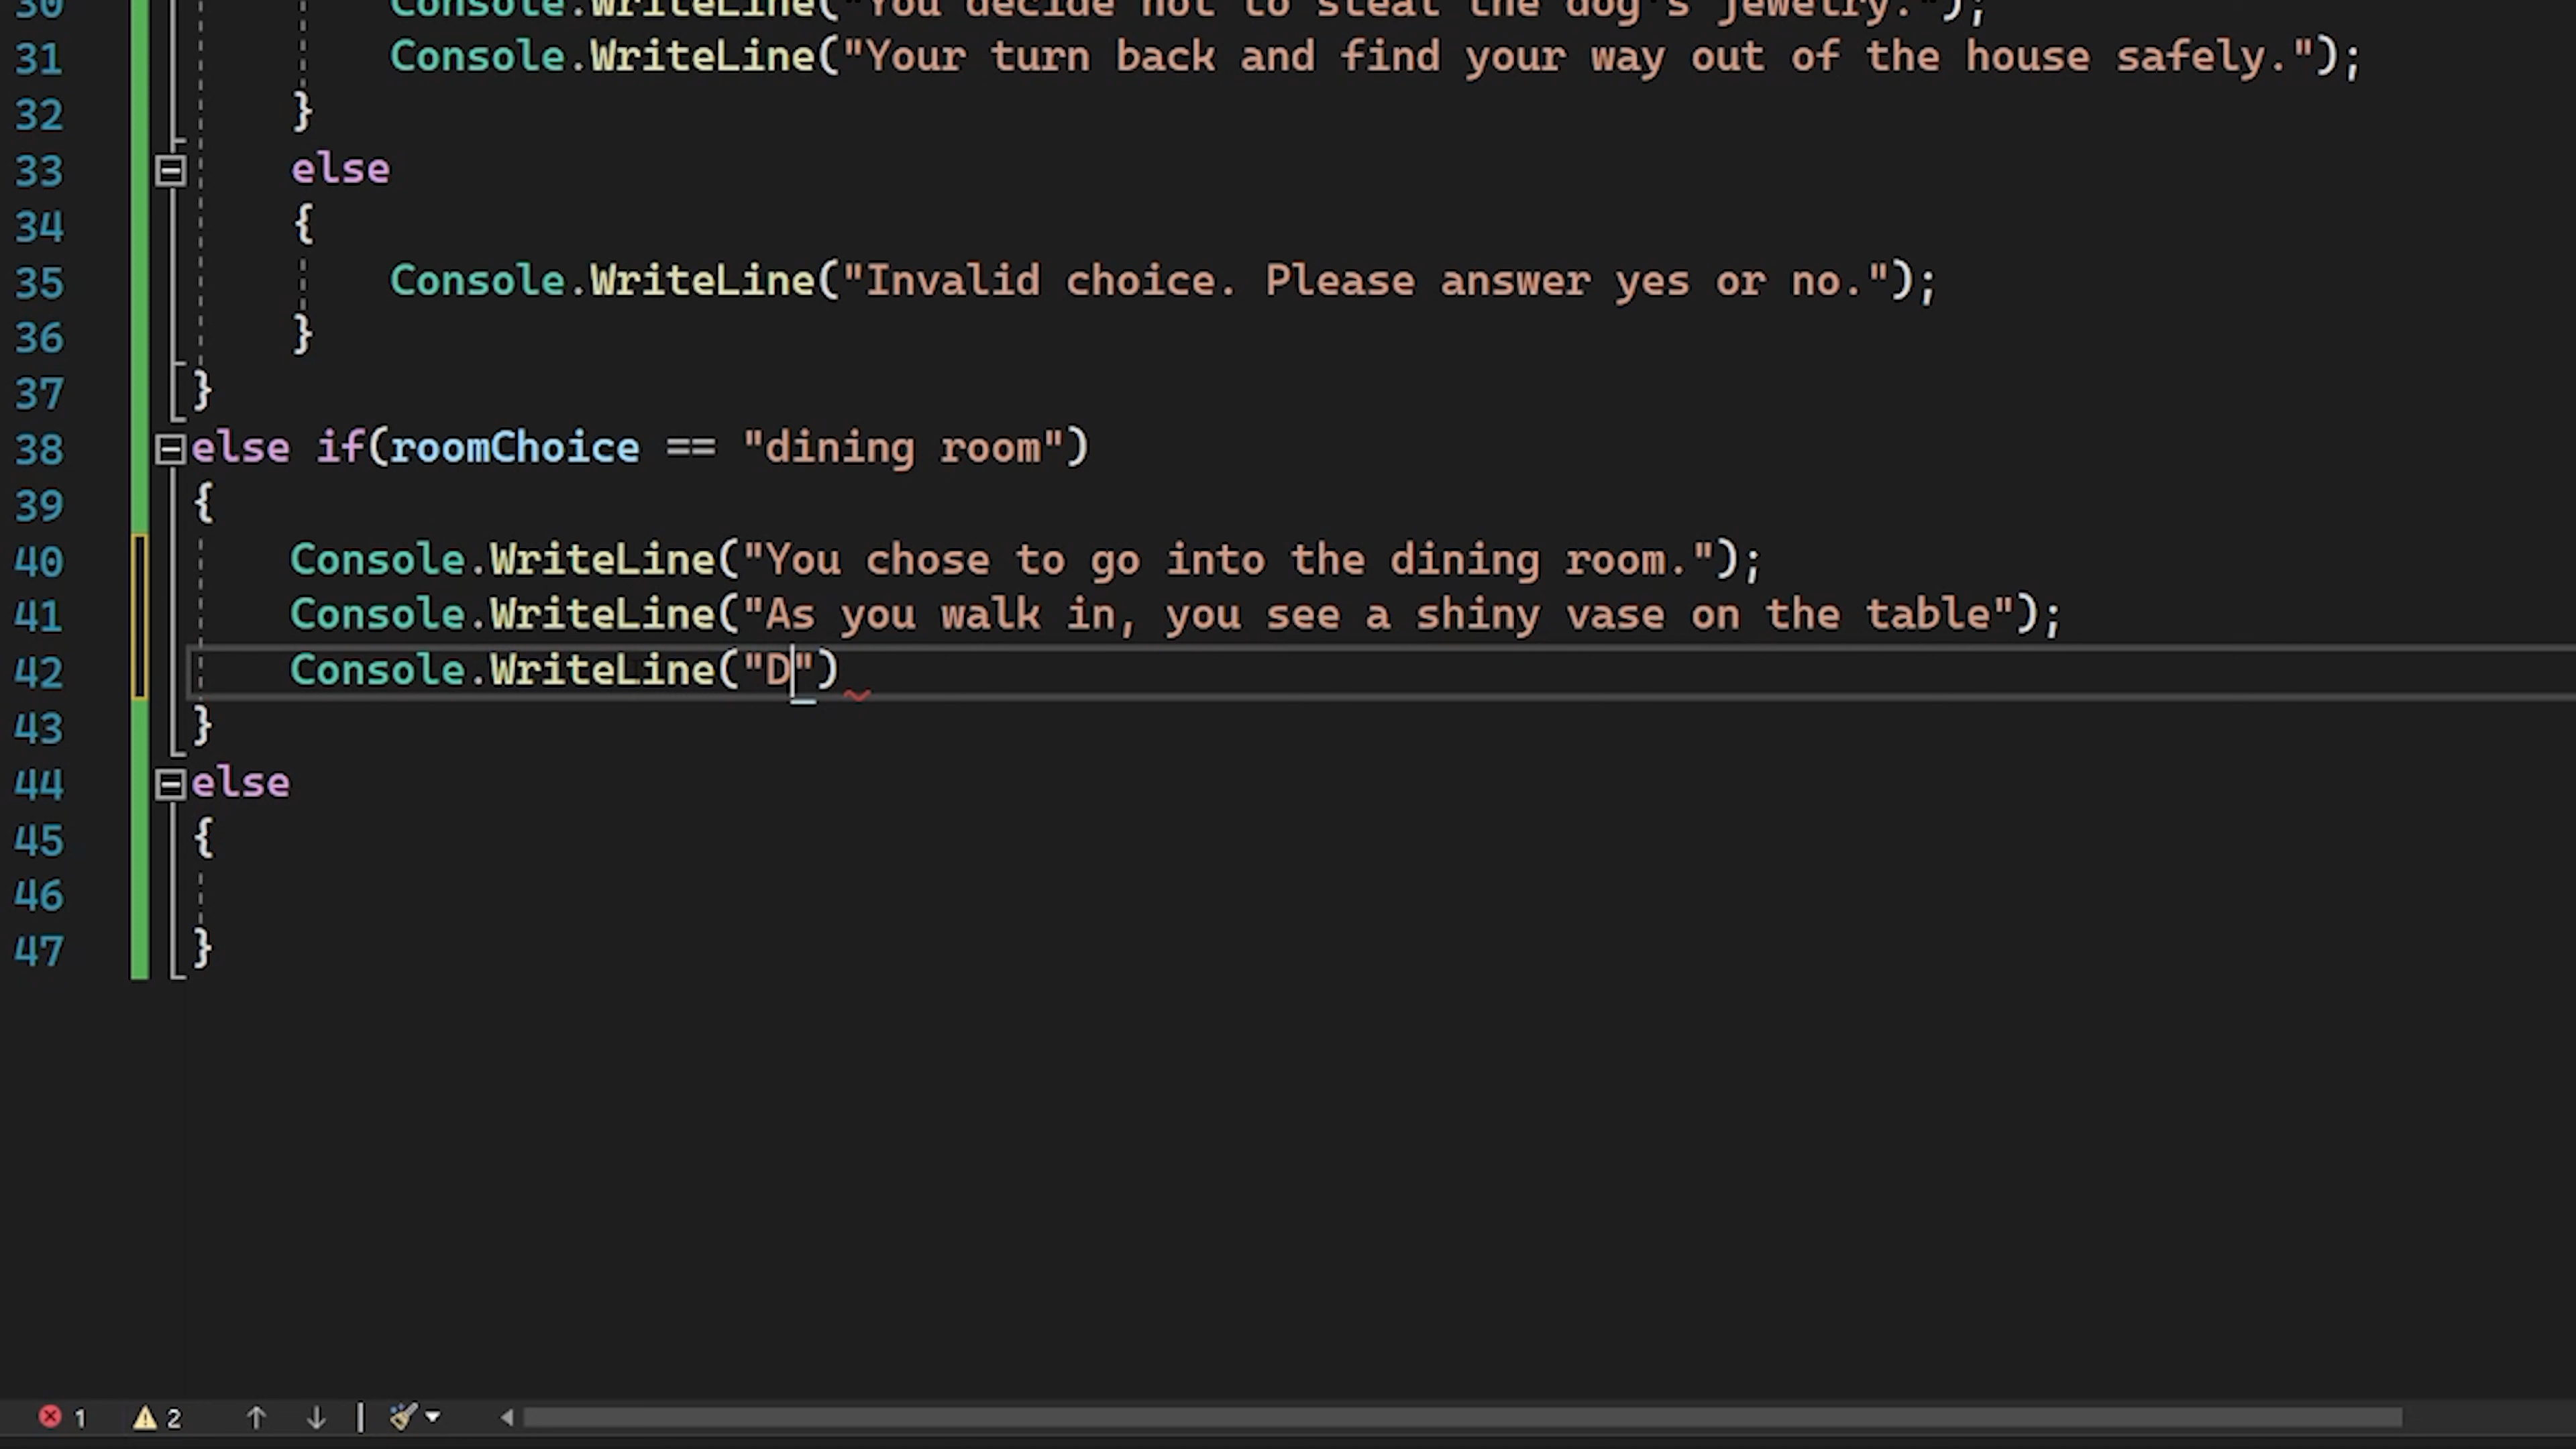 30 Console.WriteLine("You decide not to steal the dog's jewelry.");
31 Console.WriteLine("Your turn back and find your way out of the house safely.");
32 }
33 else
34 {
35 Console.WriteLine("Invalid choice. Please answer yes or no.");
36 }
37 }
38 else if(roomChoice == "dining room")
39 {
40 Console.WriteLine("You chose to go into the dining room.");
41 Console.WriteLine("As you walk in, you see a shiny vase on the table");
42 Console.WriteLine("D")
43 }
44 else
45 {
46
47 }
1 2